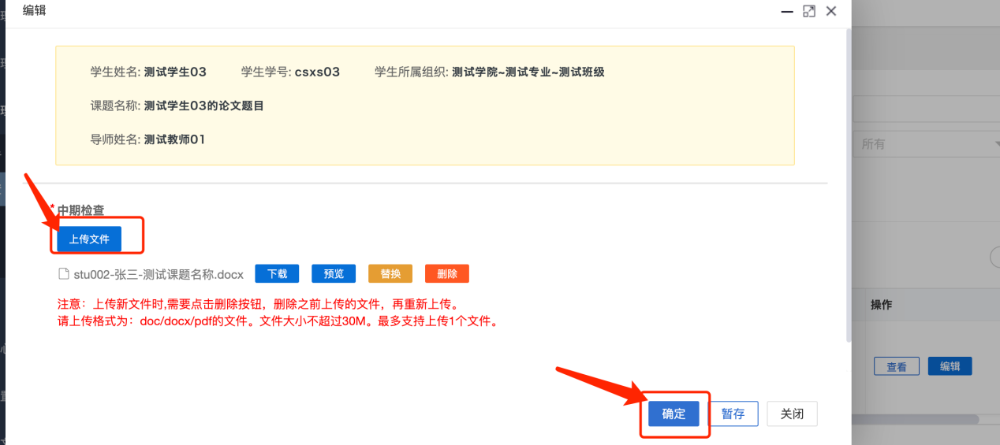 编辑
学生姓名: 测试学生03 学生学号: csxs03 学生所属组织: 测试学院~测试专业~测试班级
课题名称: 测试学生03的论文题目
导师姓名: 测试教师01
所有
*中期检查
上传文件
stu002-张三-测试课题名称.docx 下载 预览 替换 删除
注意：上传新文件时,需要点击删除按钮，删除之前上传的文件，再重新上传。
请上传格式为：doc/docx/pdf的文件。文件大小不超过30M。最多支持上传1个文件。
操作
查看 编辑
确定 暂存 关闭